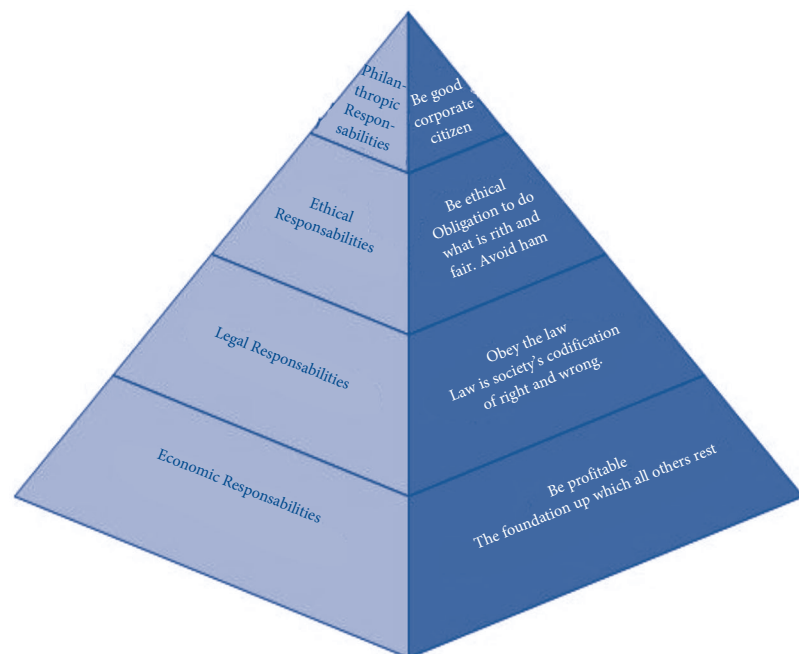 Philan-
thropic
Respon-
sabilities
Be good
corporate
citizen
Ethical
Responsabilities
Be ethical
Obligation to do
what is rith and
fair. Avoid ham
Legal Responsabilities
Obey the law
Law is society's codification
of right and wrong.
Economic Responsabilities
Be profitable
The foundation up which all others rest